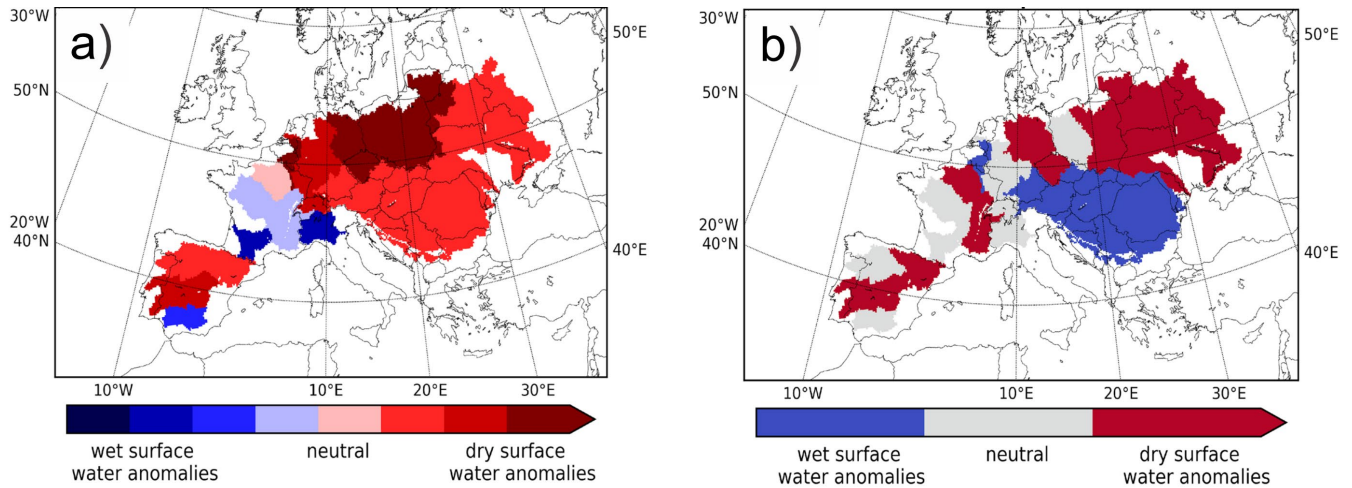 a)
30°W
50°N
20°W
40°N
50°E
40°E
10°W
10°E
20°E
30°E
wet surface
water anomalies
neutral
dry surface
water anomalies
b)
30°W
50°N
20°W
40°N
50°E
40°E
10°W
10°E
20°E
30°E
wet surface
water anomalies
neutral
dry surface
water anomalies